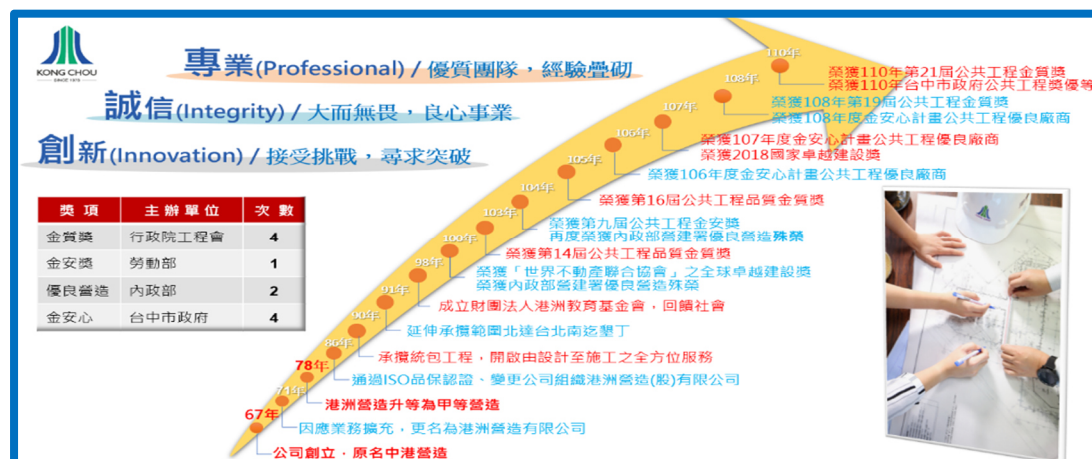 KONG CHOU
SINCE 1978
專業(Professional) / 優質團隊，經驗疊砌
誠信(Integrity) / 大而無畏，良心事業
創新(Innovation) / 接受挑戰，尋求突破
獎項 主辦單位 次數
金質獎 行政院工程會 4
金安獎 勞動部 1
優良營造 內政部 2
金安心 台中市政府 4
110年
榮獲110年第21屆公共工程金質獎
榮獲110年台中市政府公共工程獎優等
108年
榮獲108年第19屆公共工程金質獎
榮獲108年度金安心計畫公共工程優良廠商
107年
榮獲107年度金安心計畫公共工程優良廠商
榮獲2018國家卓越建設獎
106年
榮獲106年度金安心計畫公共工程優良廠商
105年
榮獲第16屆公共工程品質金質獎
104年
榮獲第九屆公共工程金安獎
再度榮獲內政部營建署優良營造殊榮
103年
榮獲第14屆公共工程品質金質獎
100年
榮獲「世界不動產聯合協會」之全球卓越建設獎
榮獲內政部營建署優良營造殊榮
98年
成立財團法人港洲教育基金會，回饋社會
91年
延伸承攬範圍北達台北南迄墾丁
90年
承攬統包工程，開啟由設計至施工之全方位服務
86年
通過ISO品保認證、變更公司組織港洲營造(股)有限公司
78年
港洲營造升等為甲等營造
74年
因應業務擴充，更名為港洲營造有限公司
67年
公司創立，原名中港營造